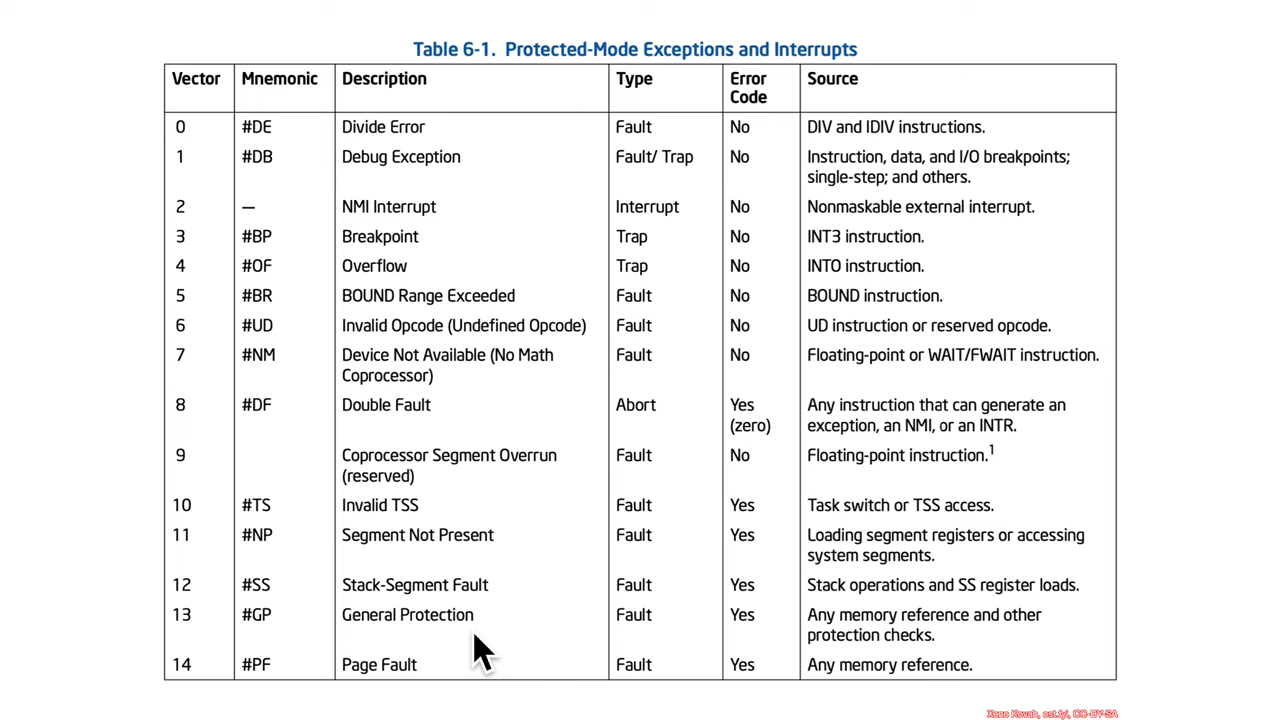 Table 6-1. Protected-Mode Exceptions and Interrupts
Vector Mnemonic Description Type Error Code Source
0 #DE Divide Error Fault No DIV and IDIV instructions.
1 #DB Debug Exception Fault/ Trap No Instruction, data, and I/O breakpoints;
single-step; and others.
2 — NMI Interrupt Interrupt No Nonmaskable external interrupt.
3 #BP Breakpoint Trap No INT3 instruction.
4 #OF Overflow Trap No INTO instruction.
5 #BR BOUND Range Exceeded Fault No BOUND instruction.
6 #UD Invalid Opcode (Undefined Opcode) Fault No UD instruction or reserved opcode.
7 #NM Device Not Available (No Math Fault No Floating-point or WAIT/FWAIT instruction.
Coprocessor)
8 #DF Double Fault Abort Yes Any instruction that can generate an
(zero) exception, an NMI, or an INTR.
9 Coprocessor Segment Overrun Fault No Floating-point instruction.1
(reserved)
10 #TS Invalid TSS Fault Yes Task switch or TSS access.
11 #NP Segment Not Present Fault Yes Loading segment registers or accessing
system segments.
12 #SS Stack-Segment Fault Fault Yes Stack operations and SS register loads.
13 #GP General Protection Fault Yes Any memory reference and other
protection checks.
14 #PF Page Fault Fault Yes Any memory reference.
Xeno Kovah, ost.fyi, CC-BY-SA